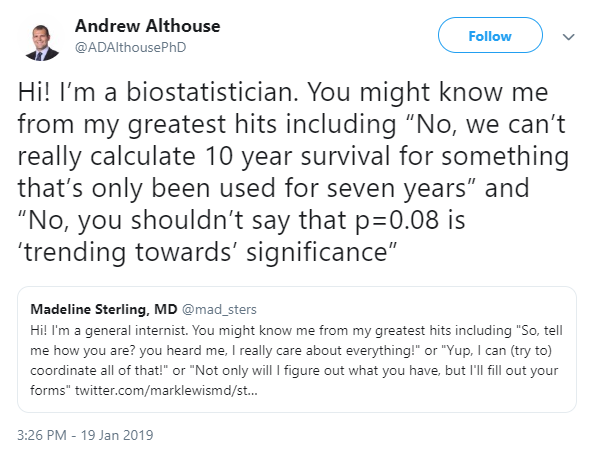 Andrew Althouse
@ADAlthousePhD
Follow
Hi! I’m a biostatistician. You might know me
from my greatest hits including “No, we can’t
really calculate 10 year survival for something
that’s only been used for seven years” and
“No, you shouldn’t say that p=0.08 is
‘trending towards’ significance”
Madeline Sterling, MD @mad_sters
Hi! I'm a general internist. You might know me from my greatest hits including "So, tell
me how you are? you heard me, I really care about everything!" or "Yup, I can (try to)
coordinate all of that!" or "Not only will I figure out what you have, but I'll fill out your
forms" twitter.com/marklewismd/st…
3:26 PM - 19 Jan 2019